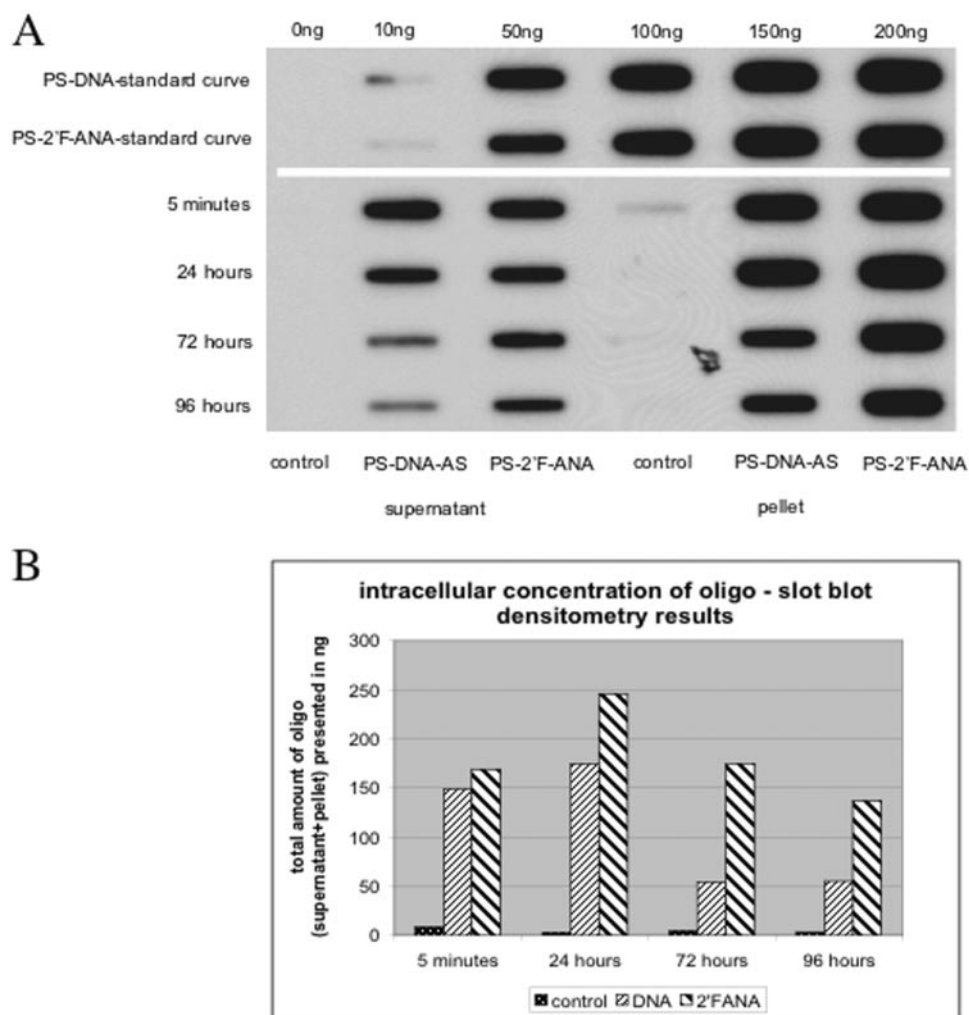 A
0ng 10ng 50ng 100ng 150ng 200ng
PS-DNA-standard curve
PS-2'F-ANA-standard curve
5 minutes
24 hours
72 hours
96 hours
control PS-DNA-AS PS-2'F-ANA control PS-DNA-AS PS-2'F-ANA
supernatant pellet
B
intracellular concentration of oligo - slot blot
densitometry results
total amount of oligo
(supernatant+pellet) presented in ng
300
250
200
150
100
50
0
5 minutes 24 hours 72 hours 96 hours
control DNA 2'FANA